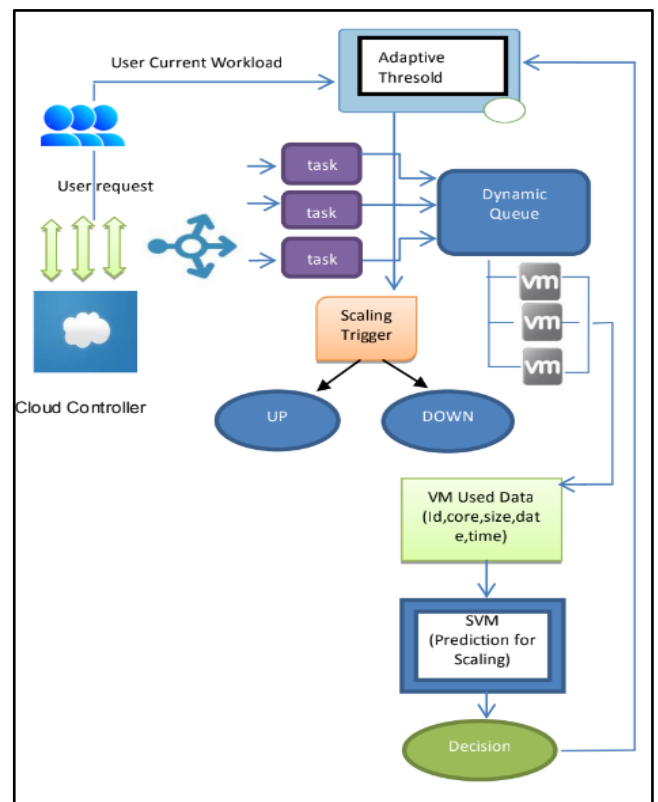 User Current Workload
Adaptive
Thresold
User request
task
task
task
Dynamic
Queue
vm
vm
vm
Scaling
Trigger
Cloud Controller
UP
DOWN
VM Used Data
(Id,core,size,dat
e,time)
SVM
(Prediction for
Scaling)
Decision